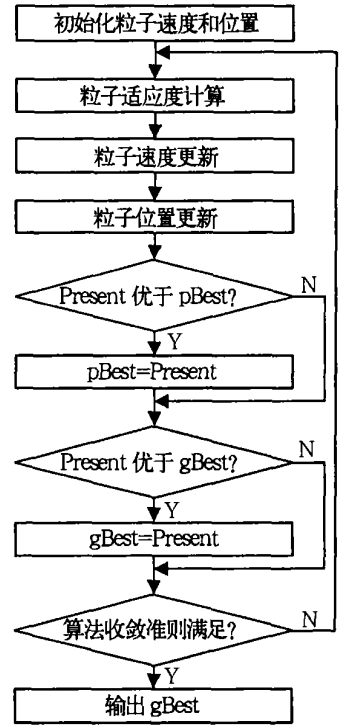 初始化粒子速度和位置
粒子适应度计算
粒子速度更新
粒子位置更新
Present 优于 pBest?
N
Y
pBest=Present
Present 优于 gBest?
N
Y
gBest=Present
算法收敛准则满足?
N
Y
输出 gBest